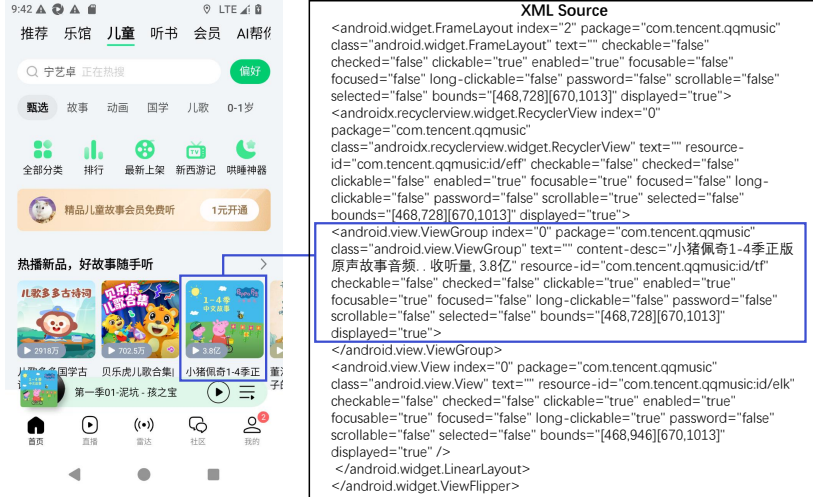 9:42
LTE
推荐 乐馆 儿童 听书 会员 AI帮你
宁艺卓 正在热搜
偏好
甄选 故事 动画 国学 儿歌 0-1岁
全部分类 排行 最新上架 新西游记 哄睡神器
精品儿童故事会员免费听
1元开通
热播新品，好故事随手听
儿歌多多古诗词
贝乐虎儿歌合集
1-4季
中文故事
2918万 702.5万 3.8亿
儿歌多多国学古 贝乐虎儿歌合集| 小猪佩奇1-4季正
第一季01-泥坑 - 孩之宝
2
首页 直播 雷达 社区 我的
XML Source
<android.widget.FrameLayout index="2" package="com.tencent.qqmusic"
class="android.widget.FrameLayout" text="" checkable="false"
checked="false" clickable="true" enabled="true" focusable="false"
focused="false" long-clickable="false" password="false" scrollable="false"
selected="false" bounds="[468,728][670,1013]" displayed="true">
<androidx.recyclerview.widget.RecyclerView index="0"
package="com.tencent.qqmusic"
class="androidx.recyclerview.widget.RecyclerView" text="" resource-
id="com.tencent.qqmusic:id/eff" checkable="false" checked="false"
clickable="false" enabled="true" focusable="true" focused="false" long-
clickable="false" password="false" scrollable="true" selected="false"
bounds="[468,728][670,1013]" displayed="true">
<android.view.ViewGroup index="0" package="com.tencent.qqmusic"
class="android.view.ViewGroup" text="" content-desc="小猪佩奇1-4季正版
原声故事音频. . 收听量, 3.8亿" resource-id="com.tencent.qqmusic:id/tf"
checkable="false" checked="false" clickable="true" enabled="true"
focusable="true" focused="false" long-clickable="false" password="false"
scrollable="false" selected="false" bounds="[468,728][670,1013]"
displayed="true">
</android.view.ViewGroup>
<android.view.View index="0" package="com.tencent.qqmusic"
class="android.view.View" text="" resource-id="com.tencent.qqmusic:id/elk"
checkable="false" checked="false" clickable="true" enabled="true"
focusable="true" focused="false" long-clickable="true" password="false"
scrollable="false" selected="false" bounds="[468,946][670,1013]"
displayed="true" />
</android.widget.LinearLayout>
</android.widget.ViewFlipper>